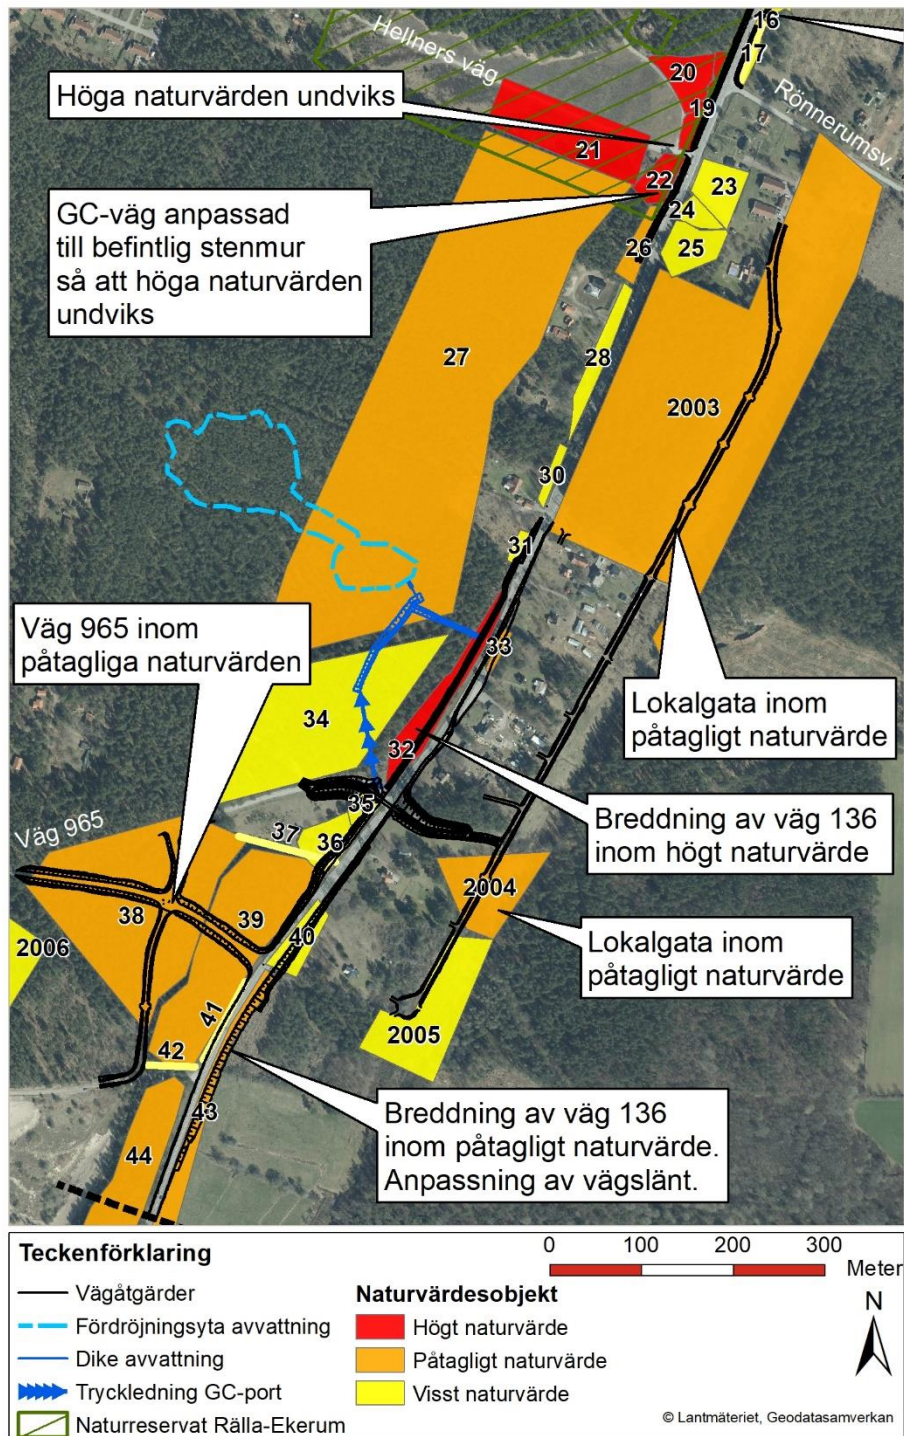 16
17
Hellners väg
20
Rönnerumsv.
Höga naturvärden undviks
19
21
22
23
GC-väg anpassad
till befintlig stenmur
så att höga naturvärden
undviks
24
25
26
27
28
2003
30
31
Väg 965 inom
påtagliga naturvärden
33
Lokalgata inom
påtagligt naturvärde
34
32
35
Breddning av väg 136
inom högt naturvärde
Väg 965
37
36
2004
38
39
40
2006
Lokalgata inom
påtagligt naturvärde
41
2005
42
43
Breddning av väg 136
inom påtagligt naturvärde.
Anpassning av vägslänt.
44
Teckenförklaring
Vägåtgärder
Fördröjningsyta avvattning
Dike avvattning
Tryckledning GC-port
Naturreservat Rälla-Ekerum
Naturvärdesobjekt
Högt naturvärde
Påtagligt naturvärde
Visst naturvärde
0 100 200 300
Meter
N
© Lantmäteriet, Geodatasamverkan